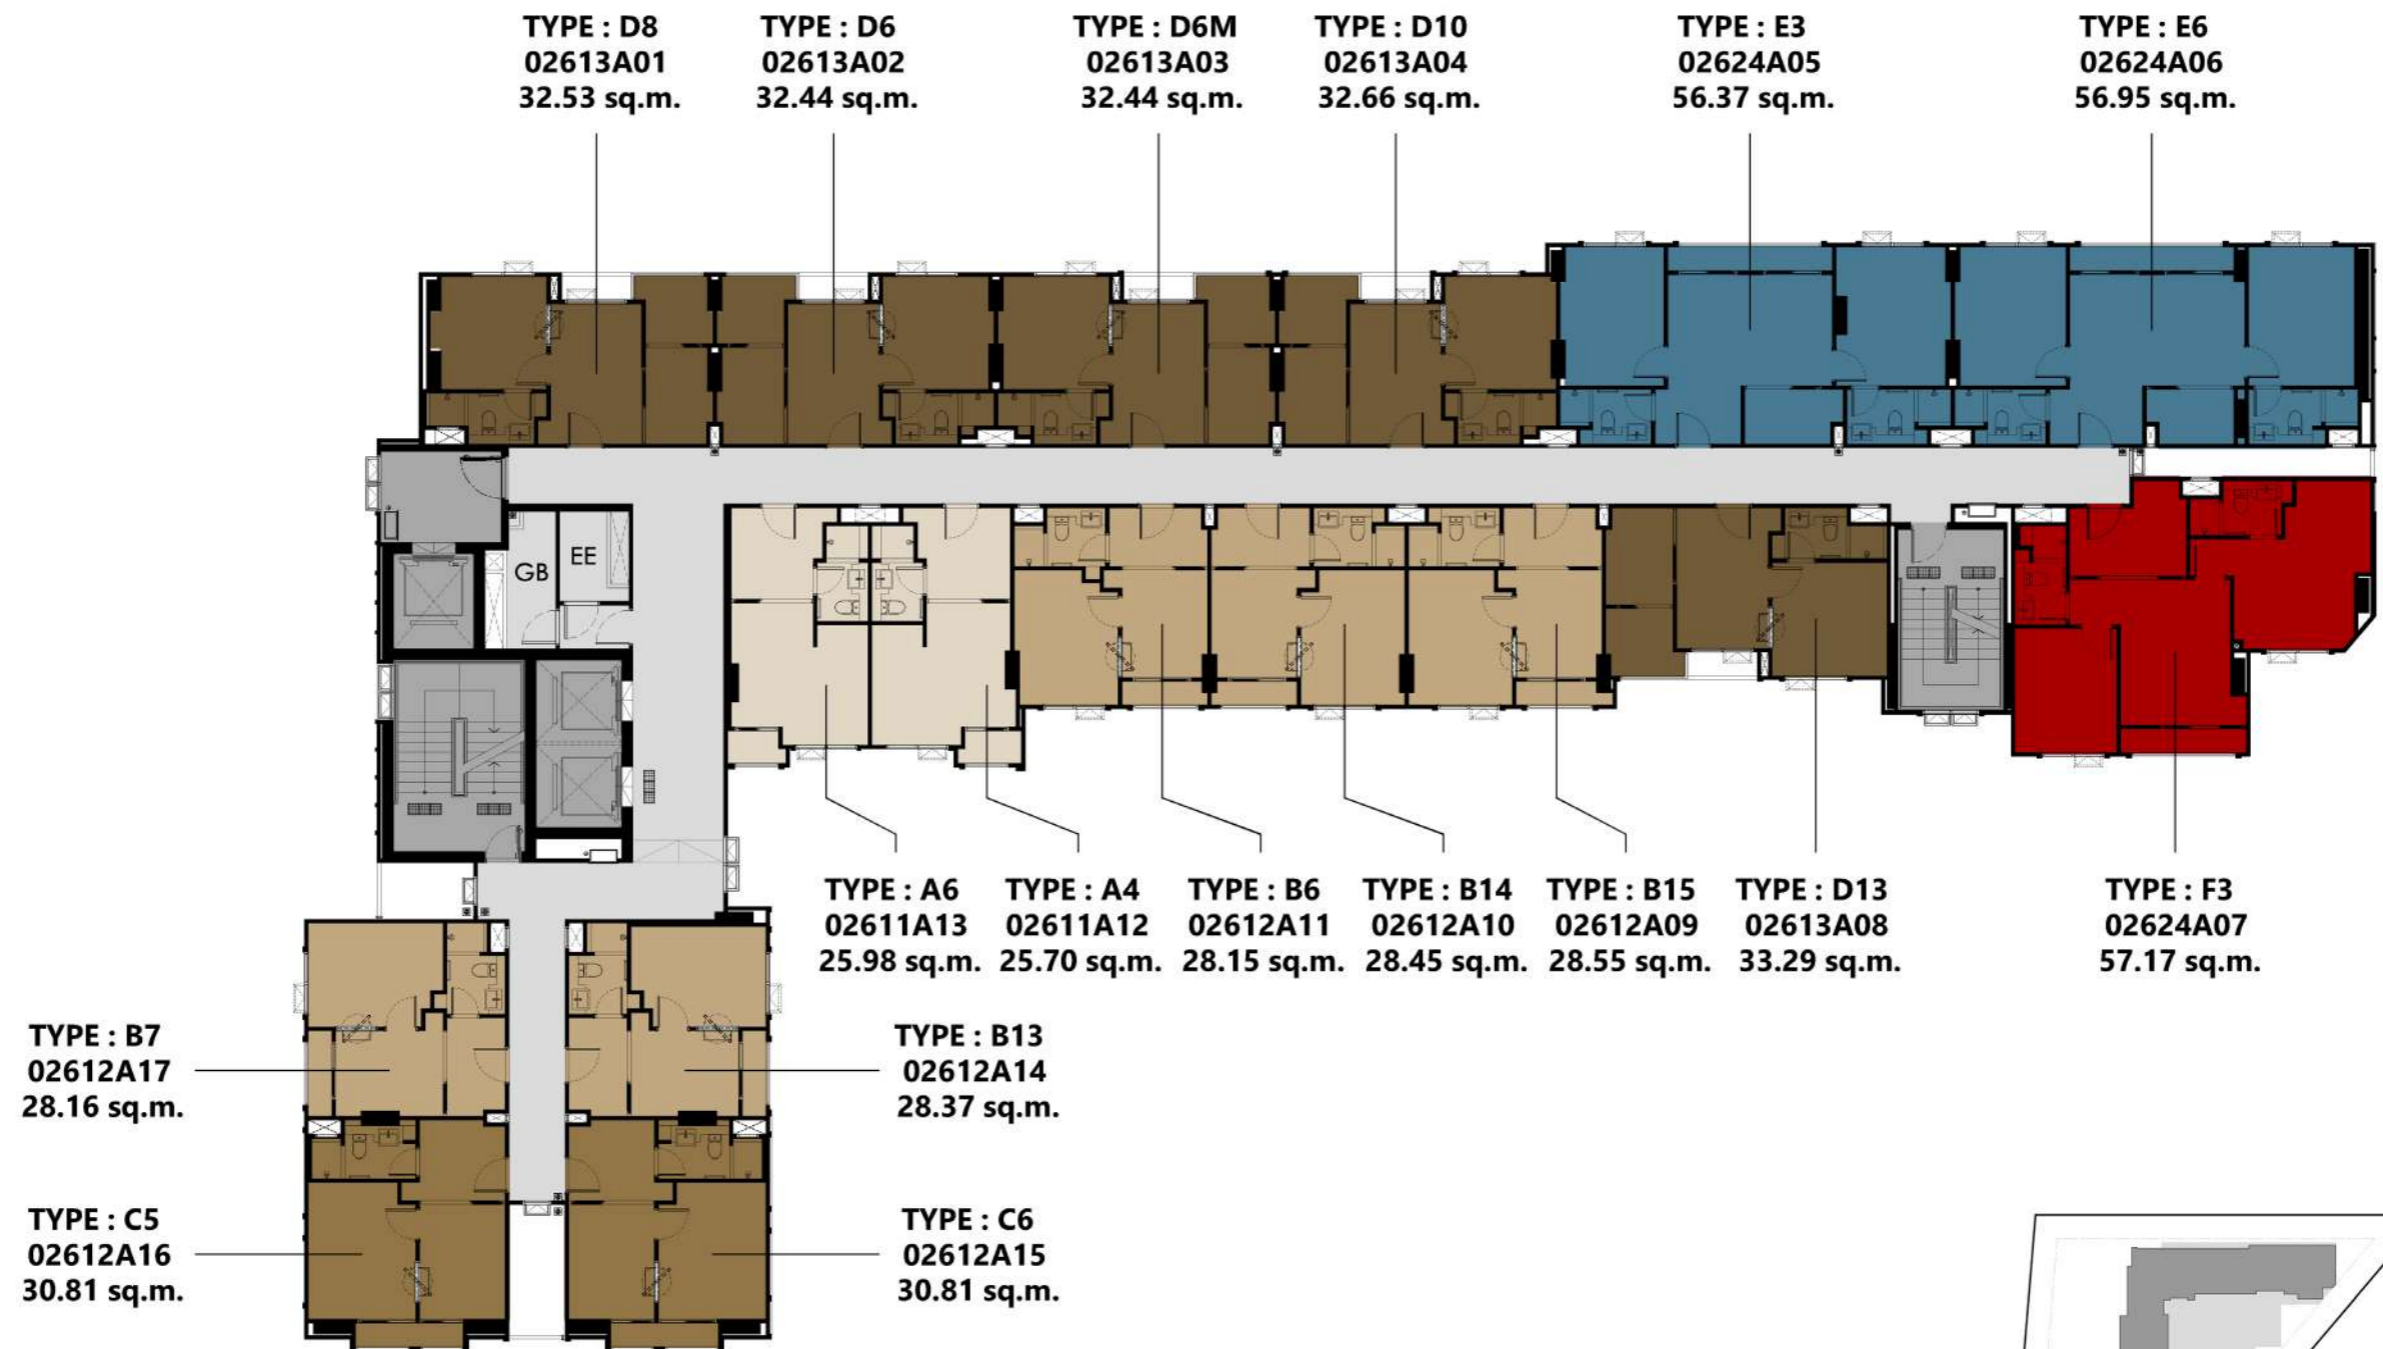 TYPE : D8
02613A01
32.53 sq.m.
TYPE : D6
02613A02
32.44 sq.m.
TYPE : D6M
02613A03
32.44 sq.m.
TYPE : D10
02613A04
32.66 sq.m.
TYPE : E3
02624A05
56.37 sq.m.
TYPE : E6
02624A06
56.95 sq.m.
GB
EE
TYPE : A6
02611A13
25.98 sq.m.
TYPE : A4
02611A12
25.70 sq.m.
TYPE : B6
02612A11
28.15 sq.m.
TYPE : B14
02612A10
28.45 sq.m.
TYPE : B15
02612A09
28.55 sq.m.
TYPE : D13
02613A08
33.29 sq.m.
TYPE : F3
02624A07
57.17 sq.m.
TYPE : B7
02612A17
28.16 sq.m.
TYPE : B13
02612A14
28.37 sq.m.
TYPE : C5
02612A16
30.81 sq.m.
TYPE : C6
02612A15
30.81 sq.m.